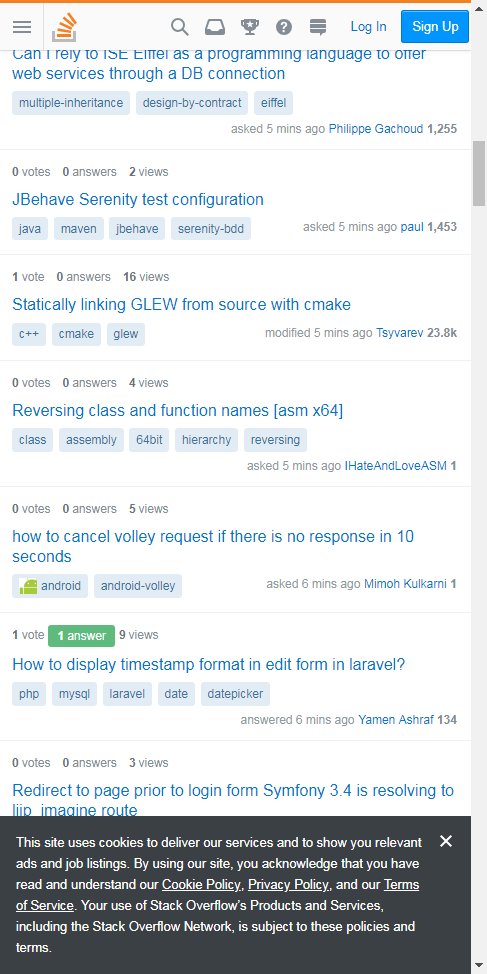 Log In
Sign Up
Can I rely to ISE Eiffel as a programming language to offer
web services through a DB connection
multiple-inheritance design-by-contract eiffel
asked 5 mins ago Philippe Gachoud 1,255
0 votes 0 answers 2 views
JBehave Serenity test configuration
java maven jbehave serenity-bdd
asked 5 mins ago paul 1,453
1 vote 0 answers 16 views
Statically linking GLEW from source with cmake
c++ cmake glew
modified 5 mins ago Tsyvarev 23.8k
0 votes 0 answers 4 views
Reversing class and function names [asm x64]
class assembly 64bit hierarchy reversing
asked 5 mins ago IHateAndLoveASM 1
0 votes 0 answers 5 views
how to cancel volley request if there is no response in 10
seconds
android android-volley
asked 6 mins ago Mimoh Kulkarni 1
1 vote 1 answer 9 views
How to display timestamp format in edit form in laravel?
php mysql laravel date datepicker
answered 6 mins ago Yamen Ashraf 134
0 votes 0 answers 3 views
Redirect to page prior to login form Symfony 3.4 is resolving to
liip_imagine route
This site uses cookies to deliver our services and to show you relevant
ads and job listings. By using our site, you acknowledge that you have
read and understand our Cookie Policy, Privacy Policy, and our Terms
of Service. Your use of Stack Overflow's Products and Services,
including the Stack Overflow Network, is subject to these policies and
terms.